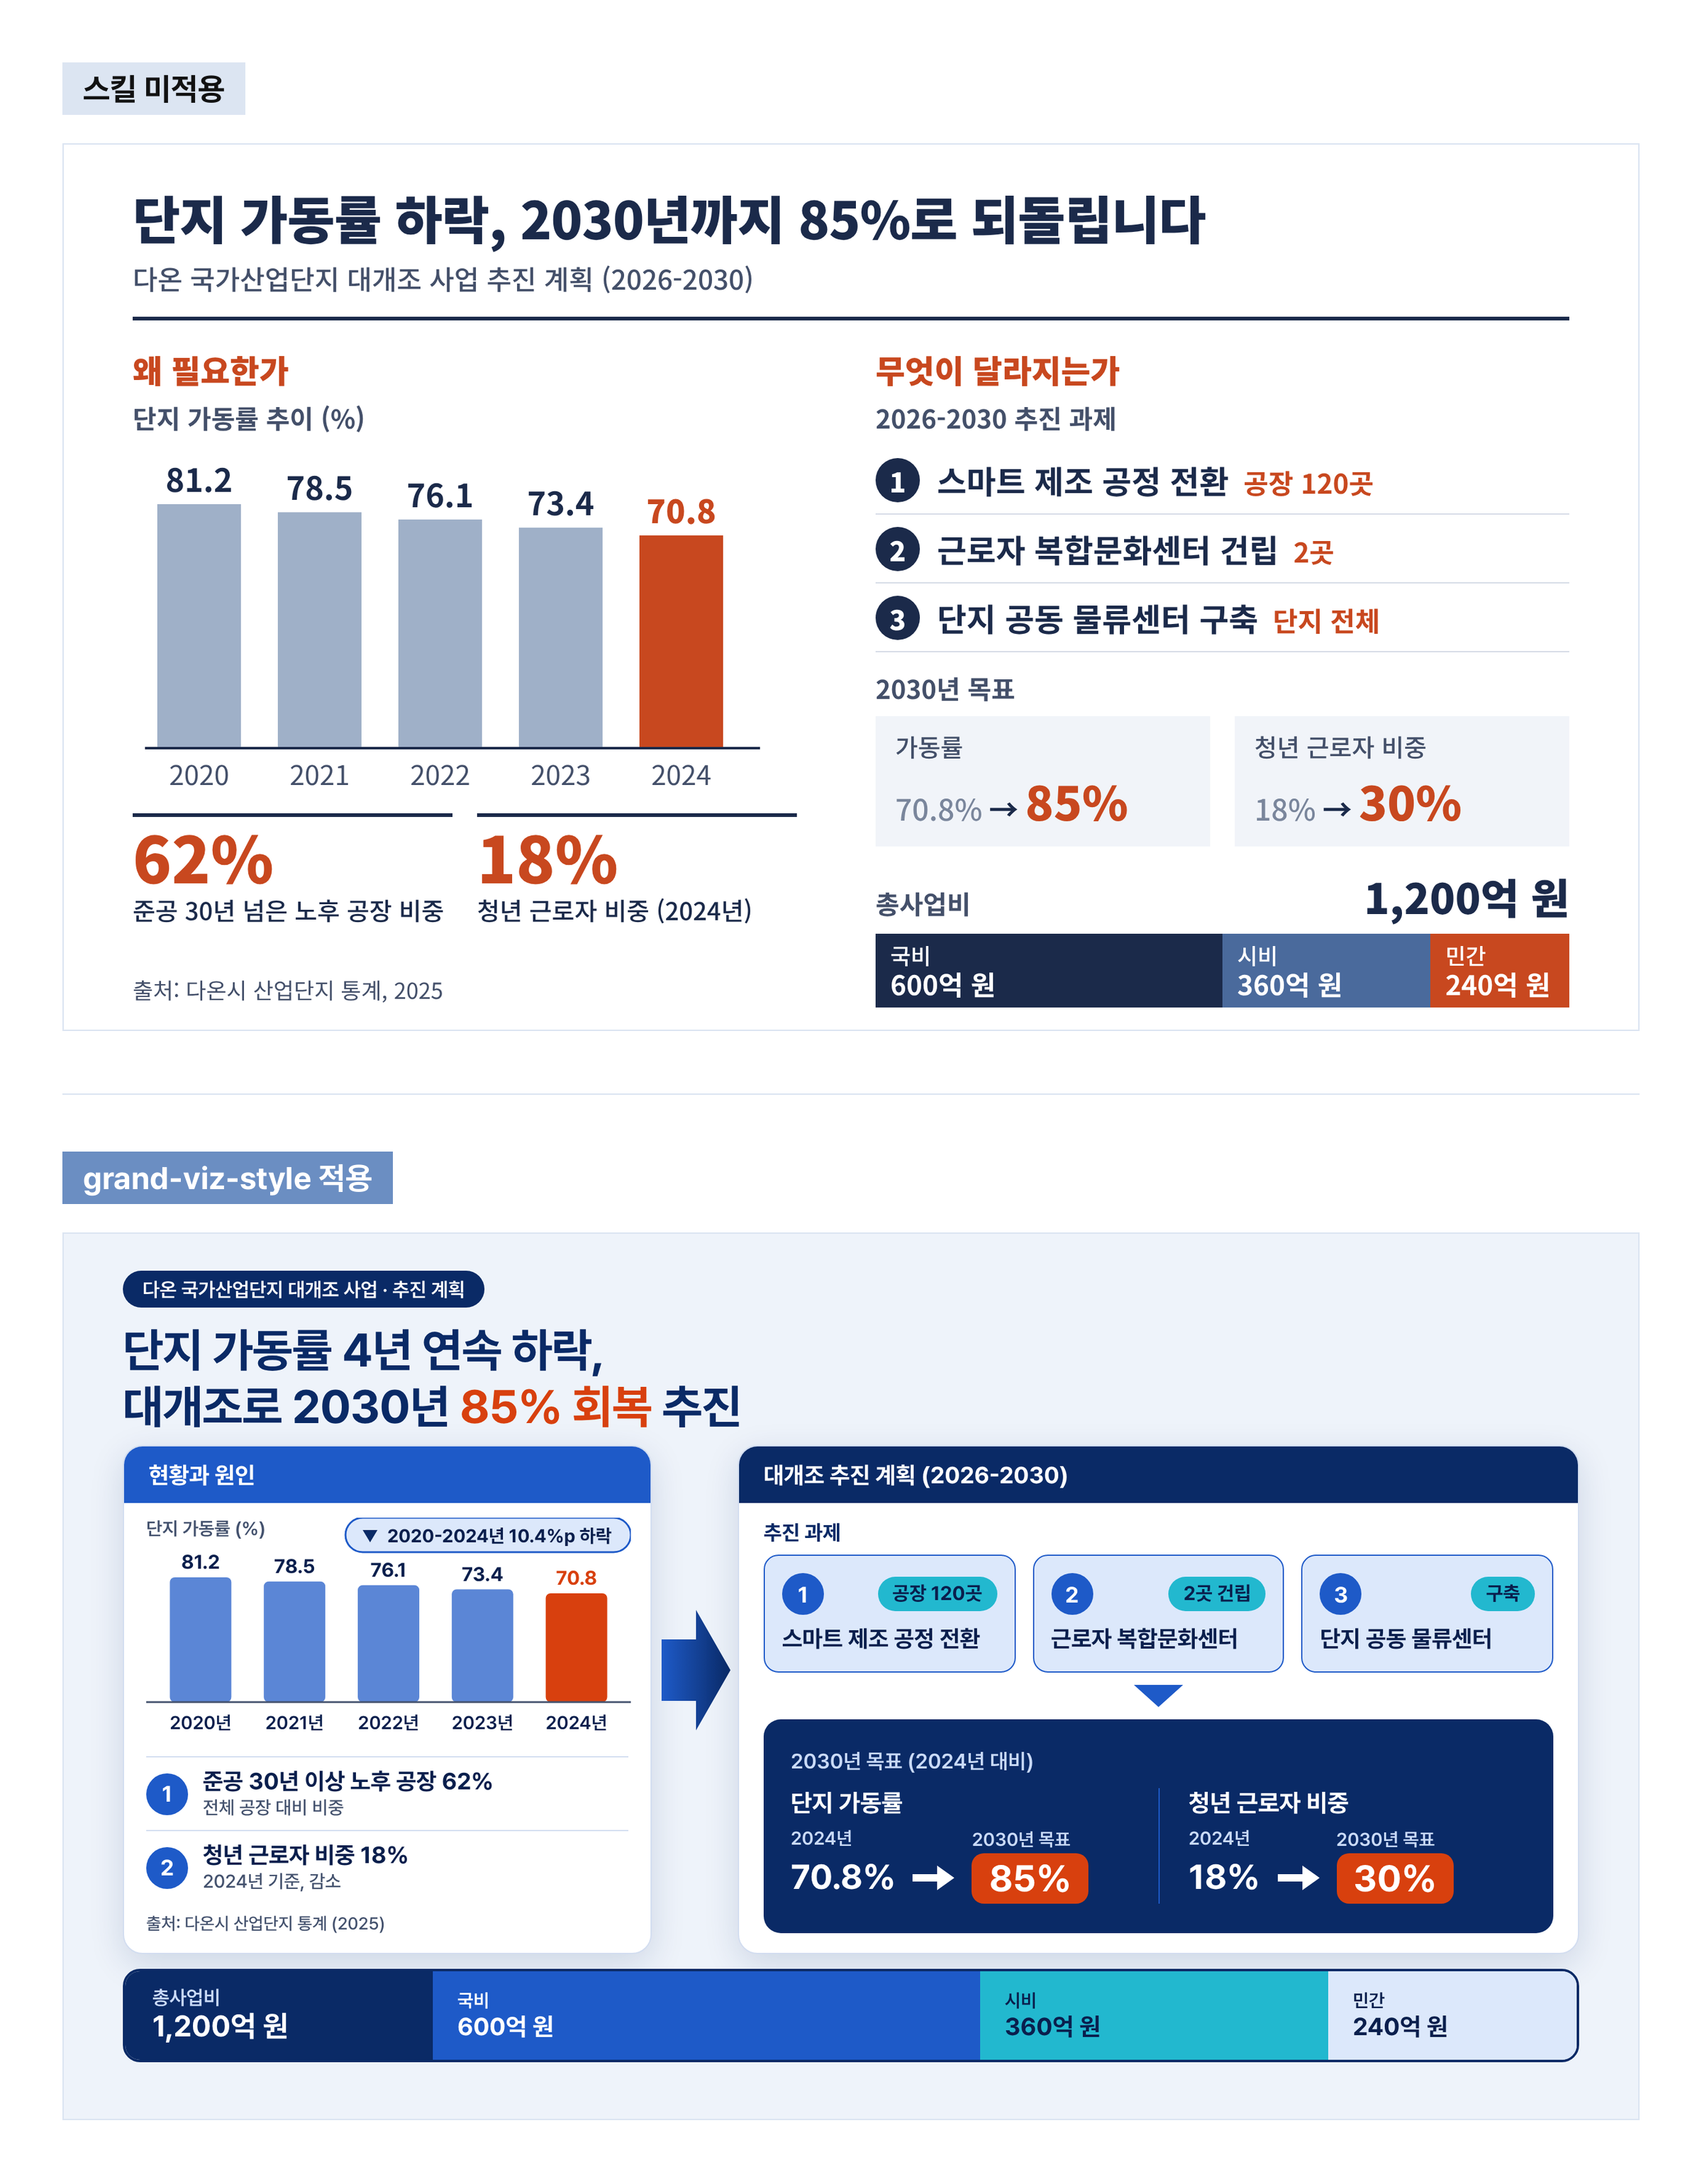 스킬 미적용
단지 가동률 하락, 2030년까지 85%로 되돌립니다
다온 국가산업단지 대개조 사업 추진 계획 (2026-2030)
왜 필요한가
단지 가동률 추이 (%)
81.2 78.5 76.1 73.4 70.8
2020 2021 2022 2023 2024
62%
준공 30년 넘은 노후 공장 비중
18%
청년 근로자 비중 (2024년)
출처: 다온시 산업단지 통계, 2025
무엇이 달라지는가
2026-2030 추진 과제
1 스마트 제조 공정 전환 공장 120곳
2 근로자 복합문화센터 건립 2곳
3 단지 공동 물류센터 구축 단지 전체
2030년 목표
가동률
70.8% → 85%
청년 근로자 비중
18% → 30%
총사업비 1,200억 원
국비
600억 원
시비
360억 원
민간
240억 원
grand-viz-style 적용
다온 국가산업단지 대개조 사업 · 추진 계획
단지 가동률 4년 연속 하락,
대개조로 2030년 85% 회복 추진
현황과 원인
단지 가동률 (%)
▼ 2020-2024년 10.4%p 하락
81.2 78.5 76.1 73.4 70.8
2020년 2021년 2022년 2023년 2024년
1 준공 30년 이상 노후 공장 62%
전체 공장 대비 비중
2 청년 근로자 비중 18%
2024년 기준, 감소
출처: 다온시 산업단지 통계 (2025)
대개조 추진 계획 (2026-2030)
추진 과제
1 공장 120곳
스마트 제조 공정 전환
2 2곳 건립
근로자 복합문화센터
3 구축
단지 공동 물류센터
2030년 목표 (2024년 대비)
단지 가동률
2024년 2030년 목표
70.8% → 85%
청년 근로자 비중
2024년 2030년 목표
18% → 30%
총사업비
1,200억 원
국비
600억 원
시비
360억 원
민간
240억 원